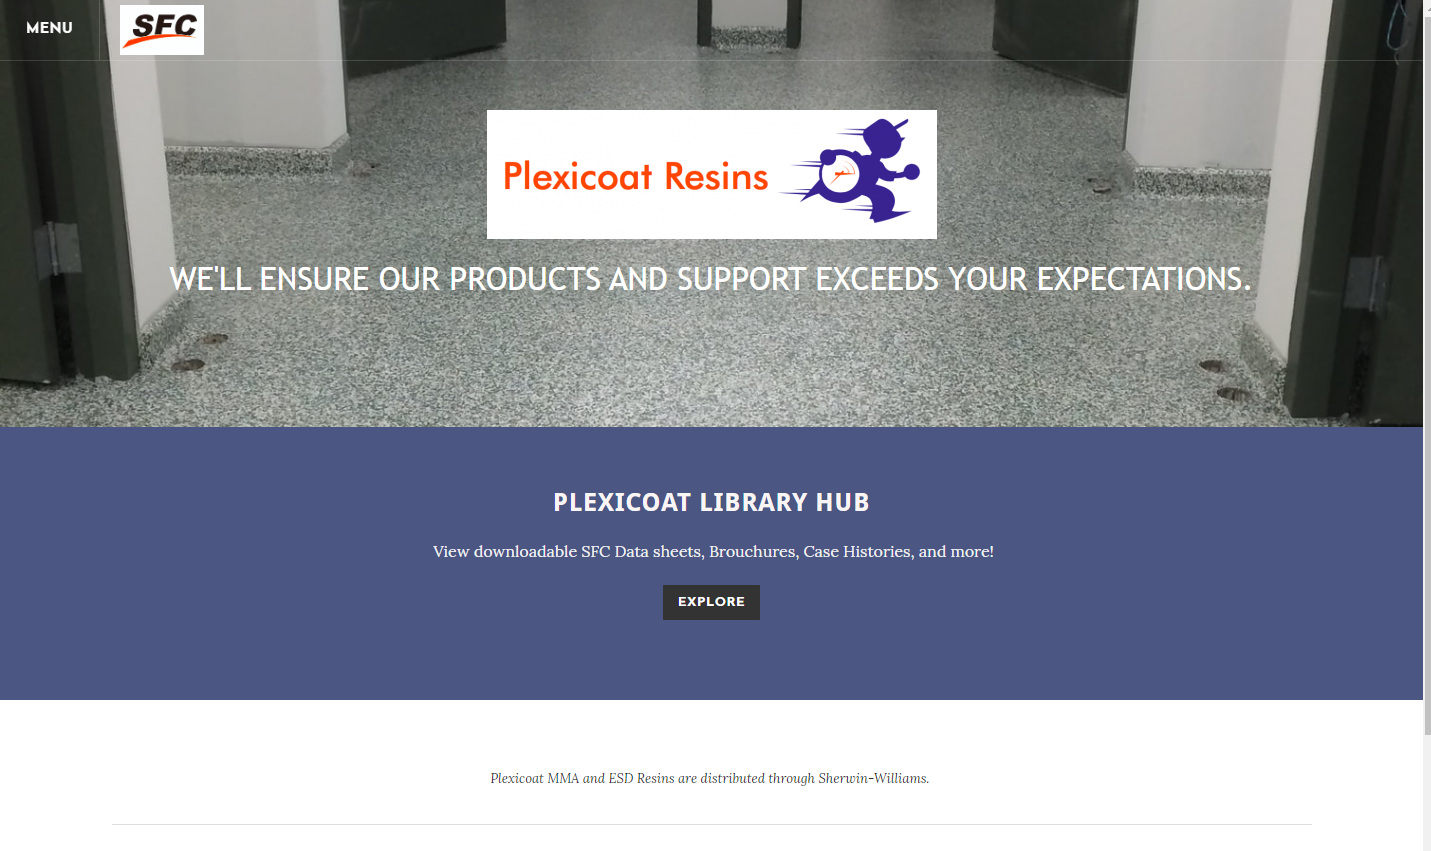 MENU
SFC
Plexicoat Resins
WE'LL ENSURE OUR PRODUCTS AND SUPPORT EXCEEDS YOUR EXPECTATIONS.
PLEXICOAT LIBRARY HUB
View downloadable SFC Data sheets, Brouchures, Case Histories, and more!
EXPLORE
Plexicoat MMA and ESD Resins are distributed through Sherwin-Williams.